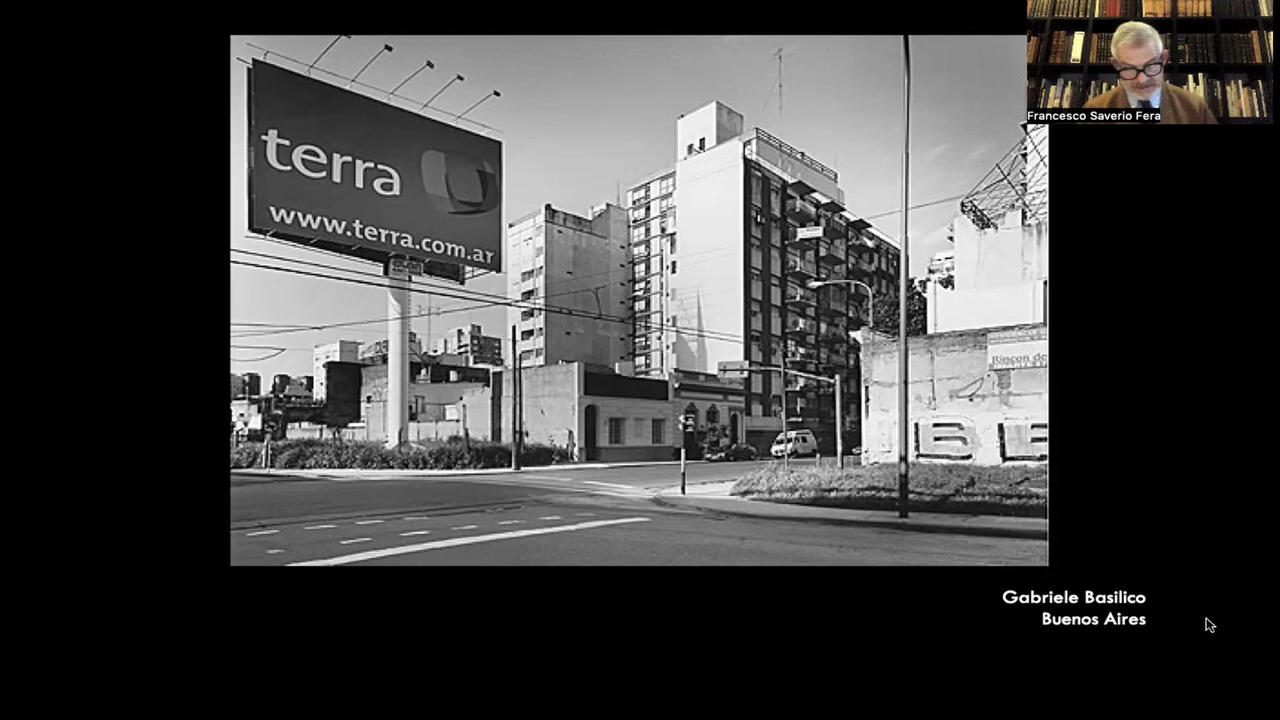 Francesco Saverio Fera
terra
www.terra.com.ar
Rincon de
Gabriele Basilico
Buenos Aires